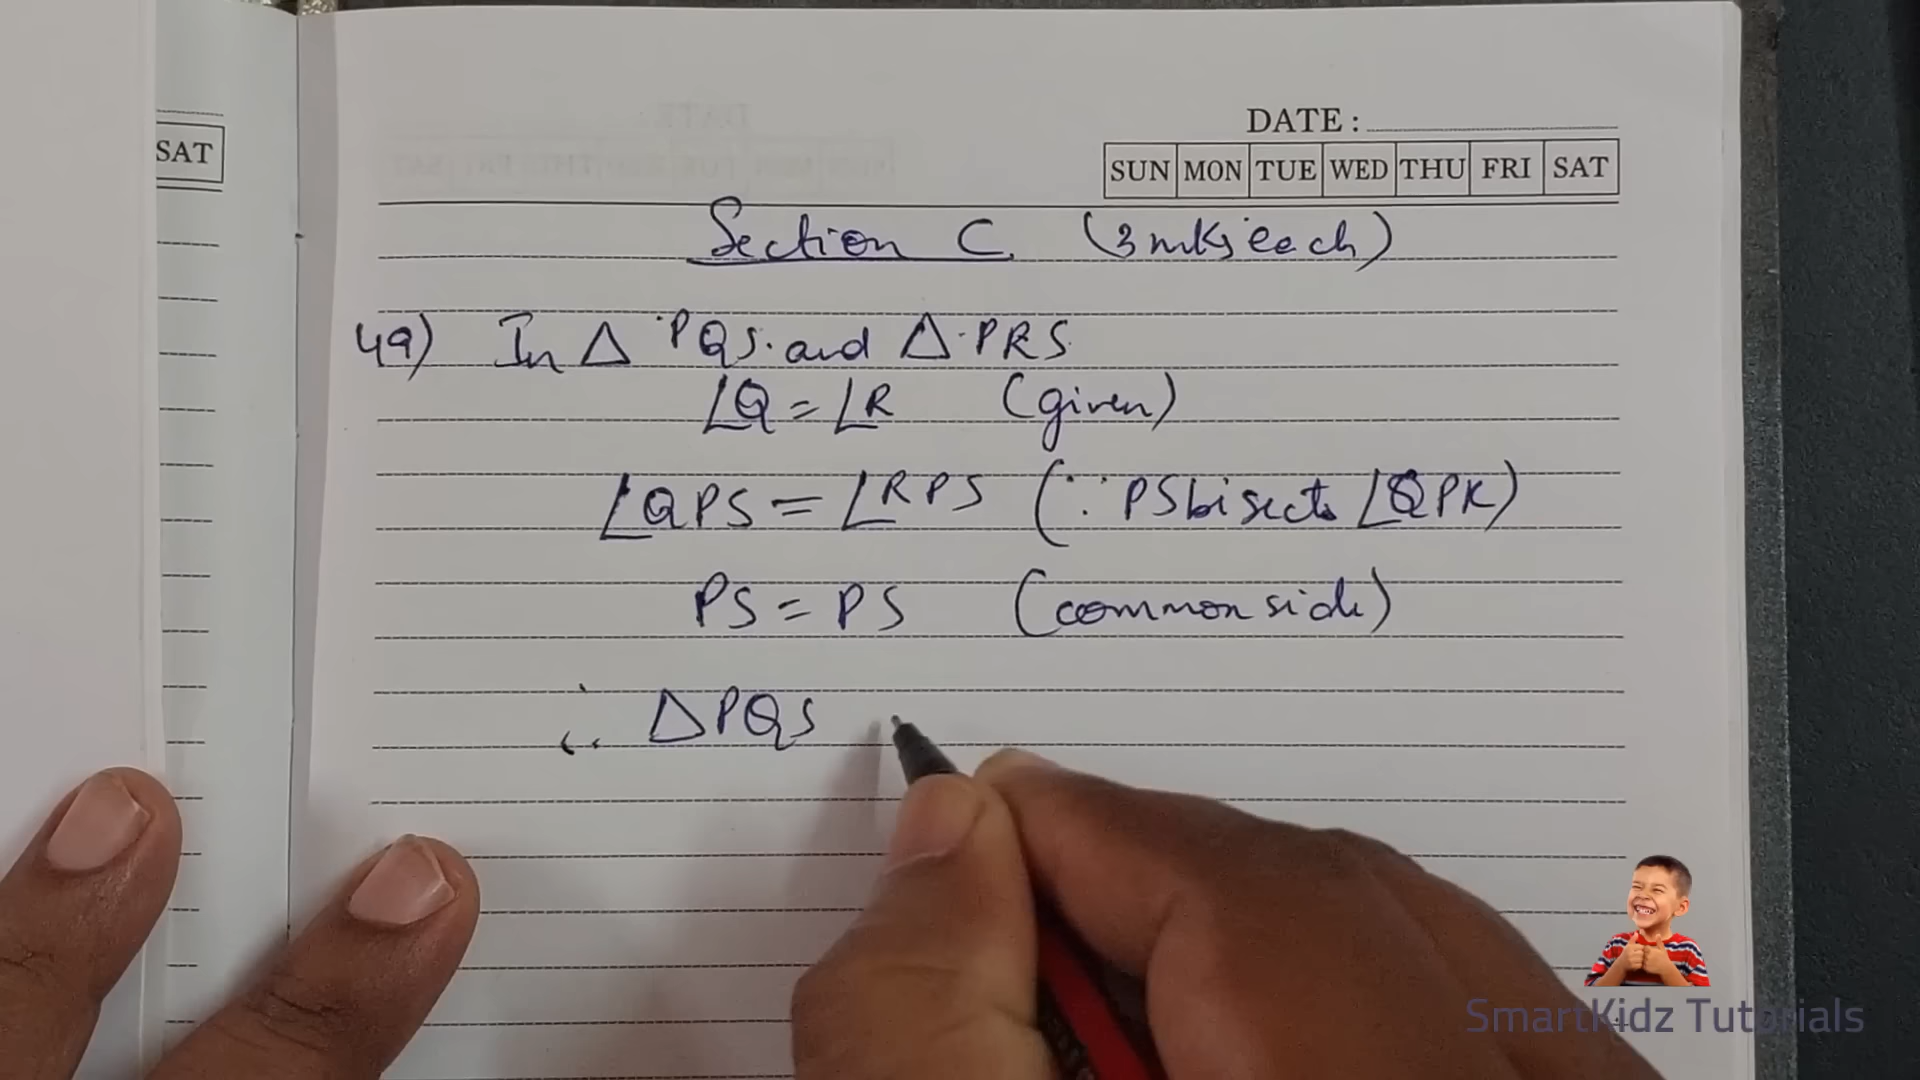 SAT
DATE :
SUN MON TUE WED THU FRI SAT
Section C. (3 mks each)
49) In Δ PQS and Δ PRS
∠Q = ∠R (given)
∠QPS = ∠RPS (∵ PS bisects ∠QPR)
PS = PS (common side)
∴ Δ PQS
SmartKidz Tutorials